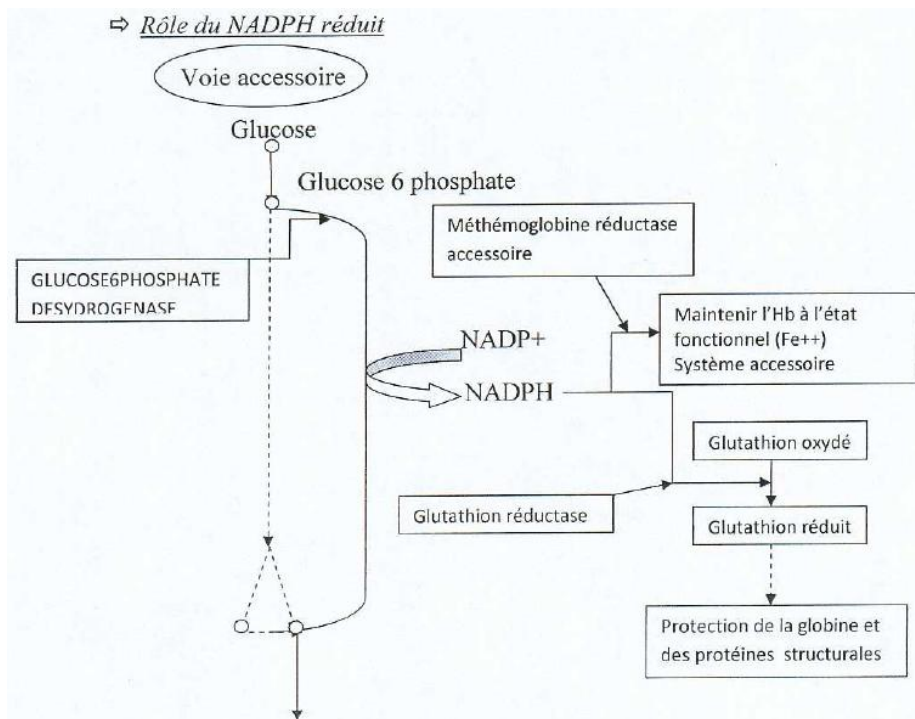 ⇨ Rôle du NADPH réduit
Voie accessoire
Glucose
Glucose 6 phosphate
Méthémoglobine réductase
accessoire
GLUCOSE6PHOSPHATE
DESYDROGENASE
Maintenir l'Hb à l'état
fonctionnel (Fe++)
Système accessoire
NADP+
NADPH
Glutathion oxydé
Glutathion réductase
Glutathion réduit
Protection de la globine et
des protéines structurales